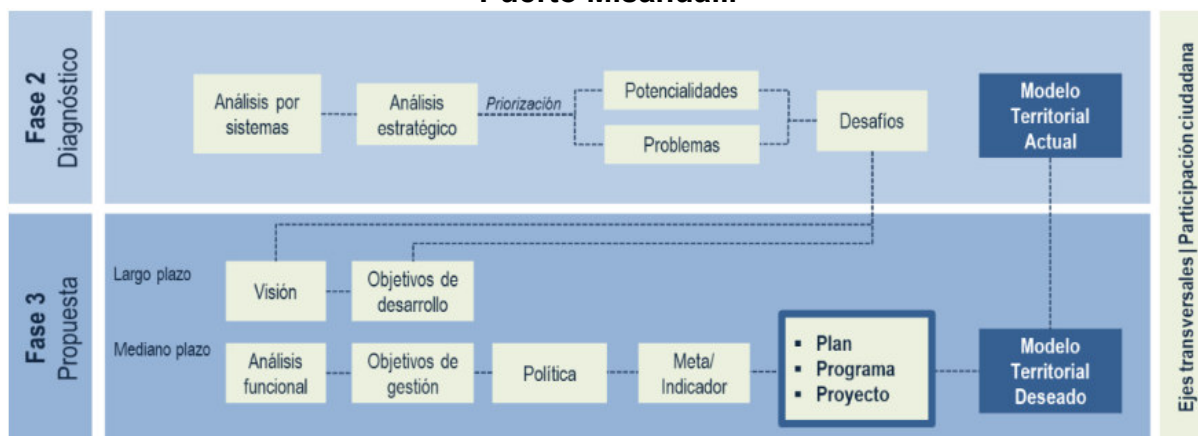 Fase 2
Diagnóstico
Análisis por
sistemas
Análisis
estratégico
Priorización
Potencialidades
Problemas
Desafíos
Modelo
Territorial
Actual
Fase 3
Propuesta
Largo plazo
Visión
Objetivos de
desarrollo
Mediano plazo
Análisis
funcional
Objetivos de
gestión
Política
Meta/
Indicador
▪ Plan
▪ Programa
▪ Proyecto
Modelo
Territorial
Deseado
Ejes transversales | Participación ciudadana